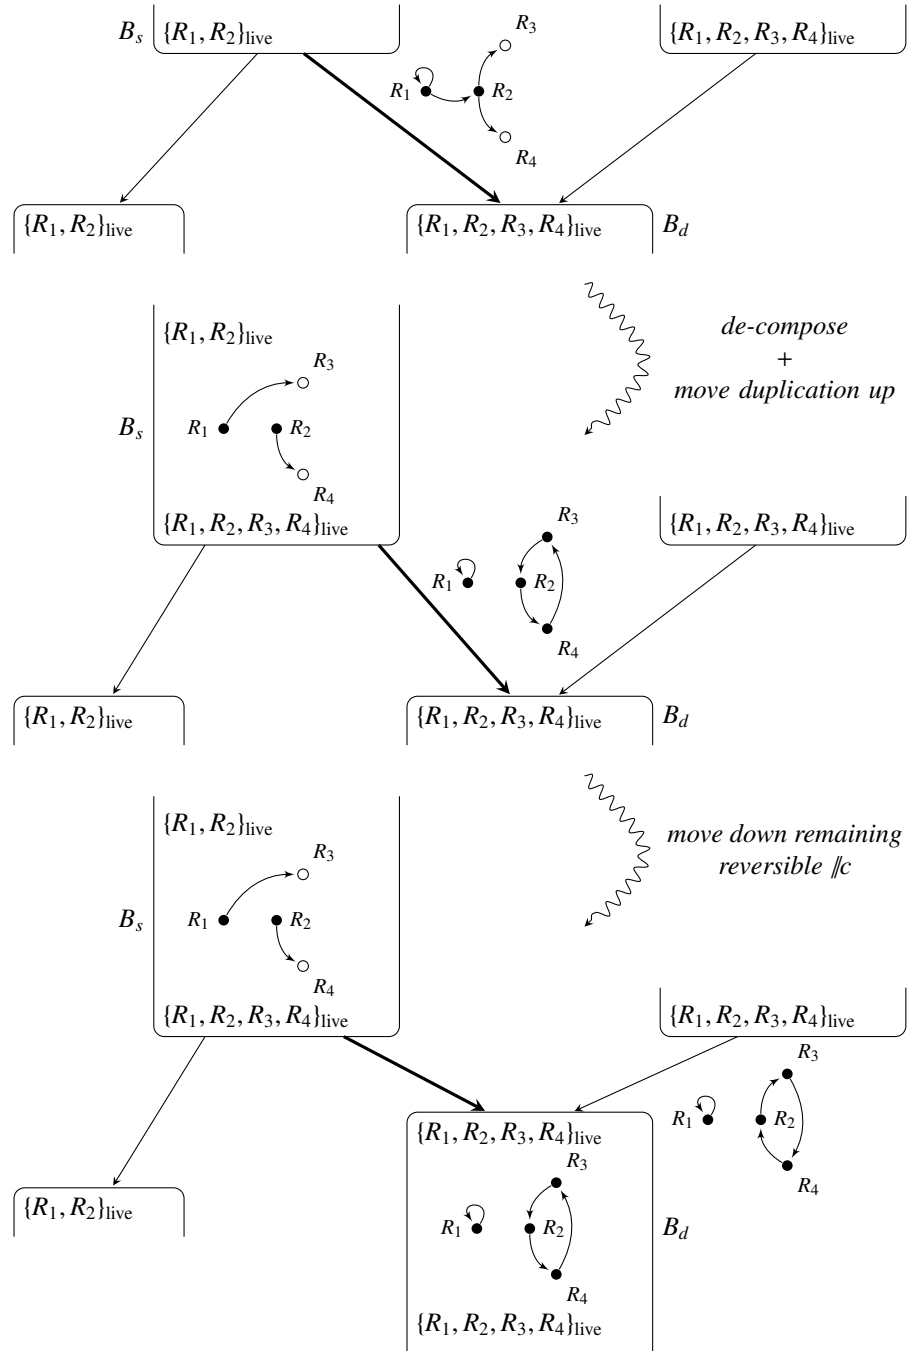 B_s {R_1, R_2}_live {R_1, R_2, R_3, R_4}_live
R_3
R_1 R_2
R_4
{R_1, R_2}_live {R_1, R_2, R_3, R_4}_live B_d
{R_1, R_2}_live
de-compose
+
move duplication up
R_3
B_s R_1 R_2
R_4
{R_1, R_2, R_3, R_4}_live {R_1, R_2, R_3, R_4}_live
R_3
R_1 R_2
R_4
{R_1, R_2}_live {R_1, R_2, R_3, R_4}_live B_d
{R_1, R_2}_live
move down remaining
reversible ∥c
R_3
B_s R_1 R_2
R_4
{R_1, R_2, R_3, R_4}_live {R_1, R_2, R_3, R_4}_live
R_3
R_1 R_2
R_4
{R_1, R_2, R_3, R_4}_live
R_3
{R_1, R_2}_live R_1 R_2 B_d
R_4
{R_1, R_2, R_3, R_4}_live